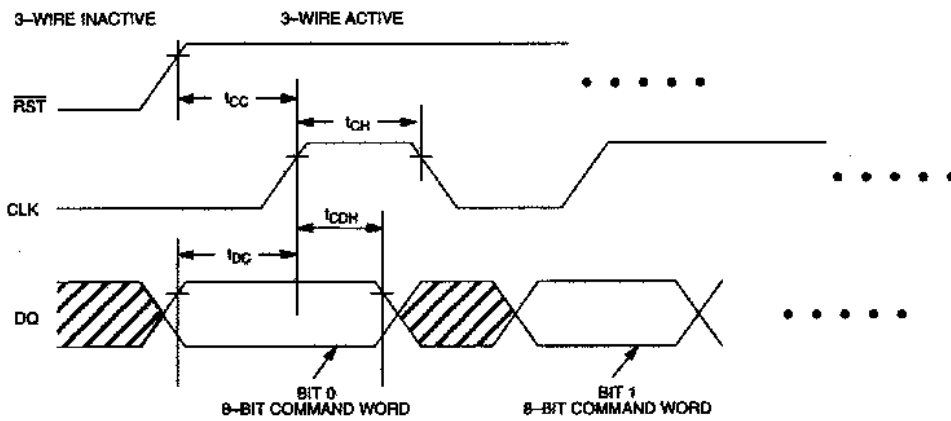 3-WIRE INACTIVE
3-WIRE ACTIVE
RST
tCC
tCH
CLK
tCDH
tDC
DQ
BIT 0
8-BIT COMMAND WORD
BIT 1
8-BIT COMMAND WORD